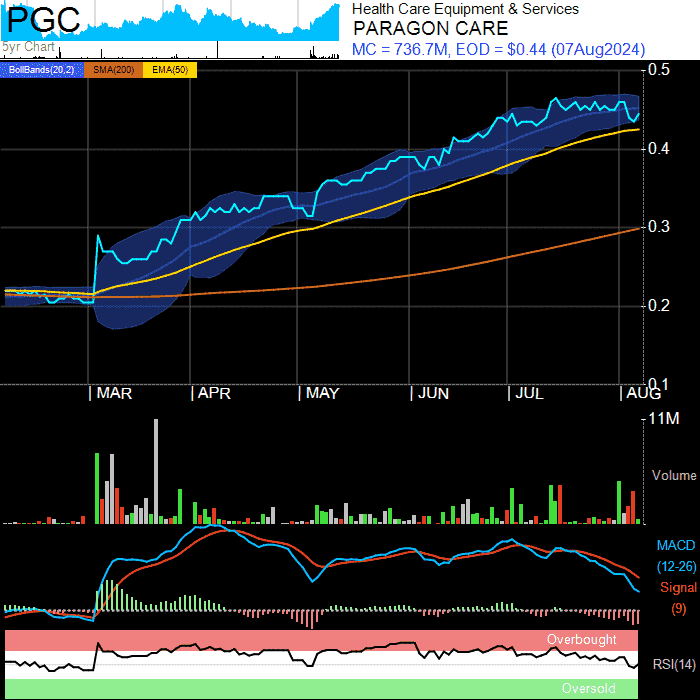 PGC
5yr Chart
Health Care Equipment & Services
PARAGON CARE
MC = 736.7M, EOD = $0.44 (07Aug2024)
BollBands(20,2) SMA(200) EMA(50)
0.5
0.4
0.3
0.2
0.1
MAR APR MAY JUN JUL AUG
11M
Volume
MACD
(12-26)
Signal
(9)
Overbought
RSI(14)
Oversold